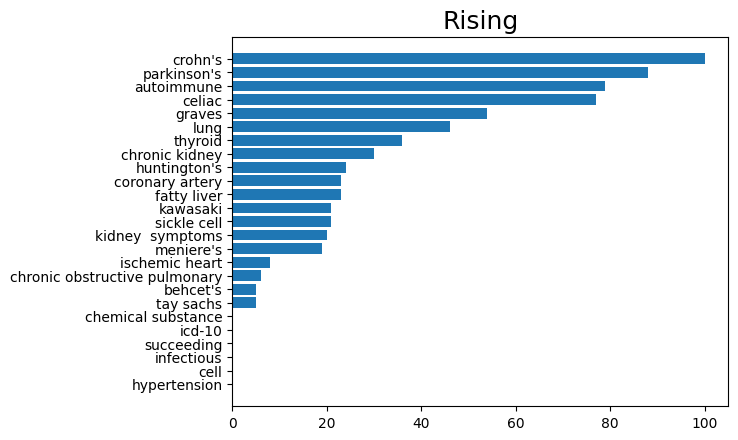 Rising
crohn's
parkinson's
autoimmune
celiac
graves
lung
thyroid
chronic kidney
huntington's
coronary artery
fatty liver
kawasaki
sickle cell
kidney  symptoms
meniere's
ischemic heart
chronic obstructive pulmonary
behcet's
tay sachs
chemical substance
icd-10
succeeding
infectious
cell
hypertension
0 20 40 60 80 100